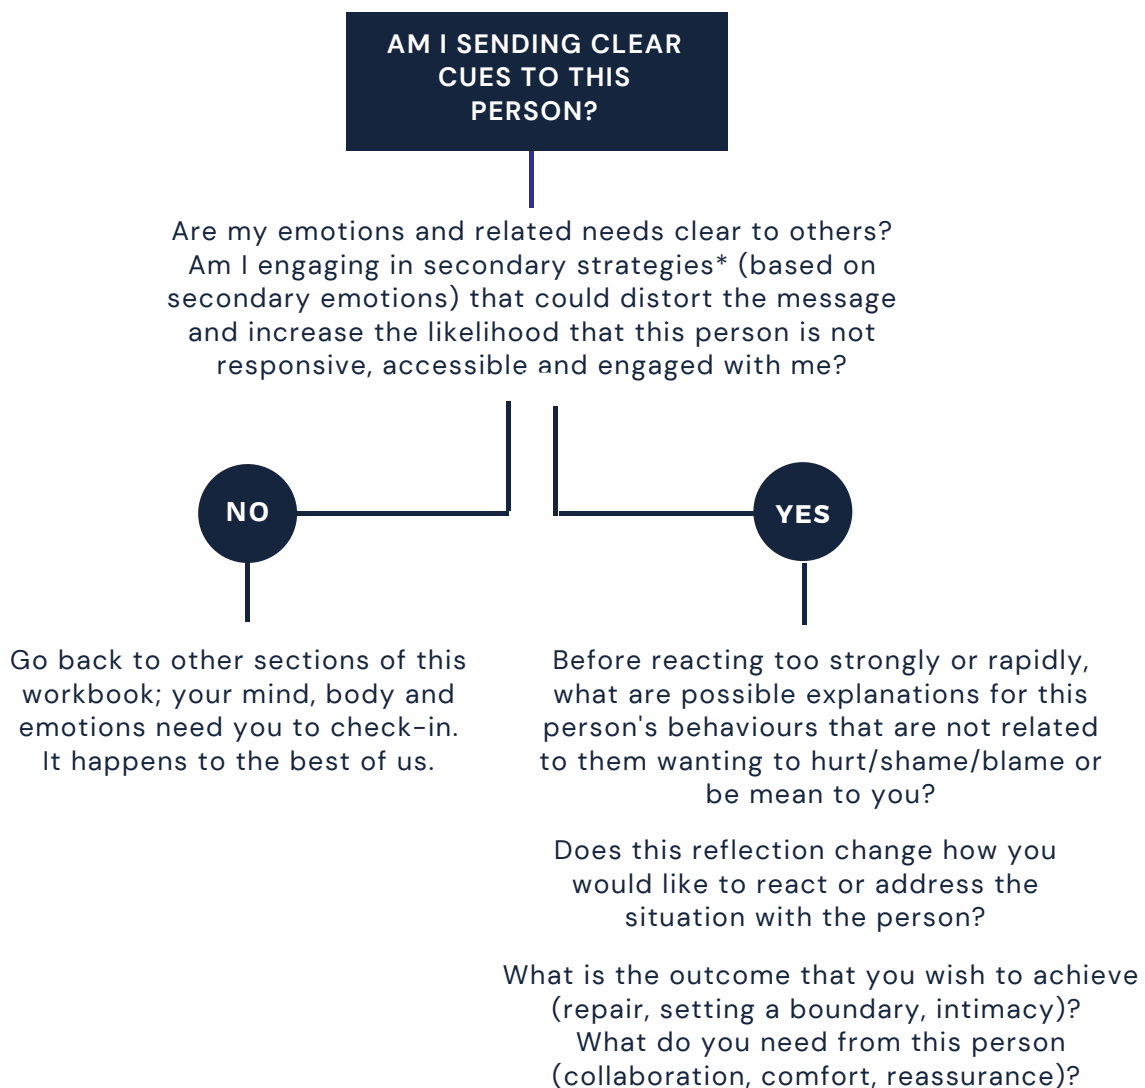 AM I SENDING CLEAR
CUES TO THIS
PERSON?
Are my emotions and related needs clear to others?
Am I engaging in secondary strategies* (based on
secondary emotions) that could distort the message
and increase the likelihood that this person is not
responsive, accessible and engaged with me?
NO
YES
Go back to other sections of this
workbook; your mind, body and
emotions need you to check-in.
It happens to the best of us.
Before reacting too strongly or rapidly,
what are possible explanations for this
person's behaviours that are not related
to them wanting to hurt/shame/blame or
be mean to you?
Does this reflection change how you
would like to react or address the
situation with the person?
What is the outcome that you wish to achieve
(repair, setting a boundary, intimacy)?
What do you need from this person
(collaboration, comfort, reassurance)?